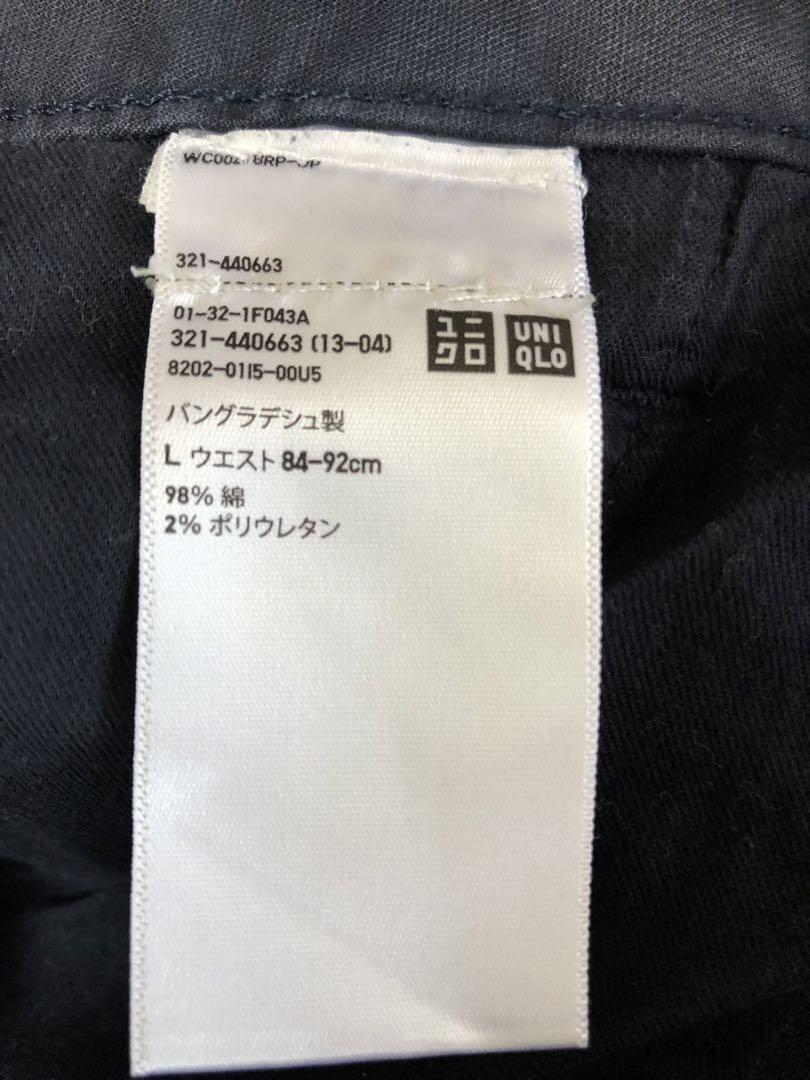 321-440663
01-32-1F043A
321-440663 (13-04)
8202-0115-00U5
ユニ
クロ
UNI
QLO
バングラデシュ製
L ウエスト 84-92cm
98% 綿
2% ポリウレタン